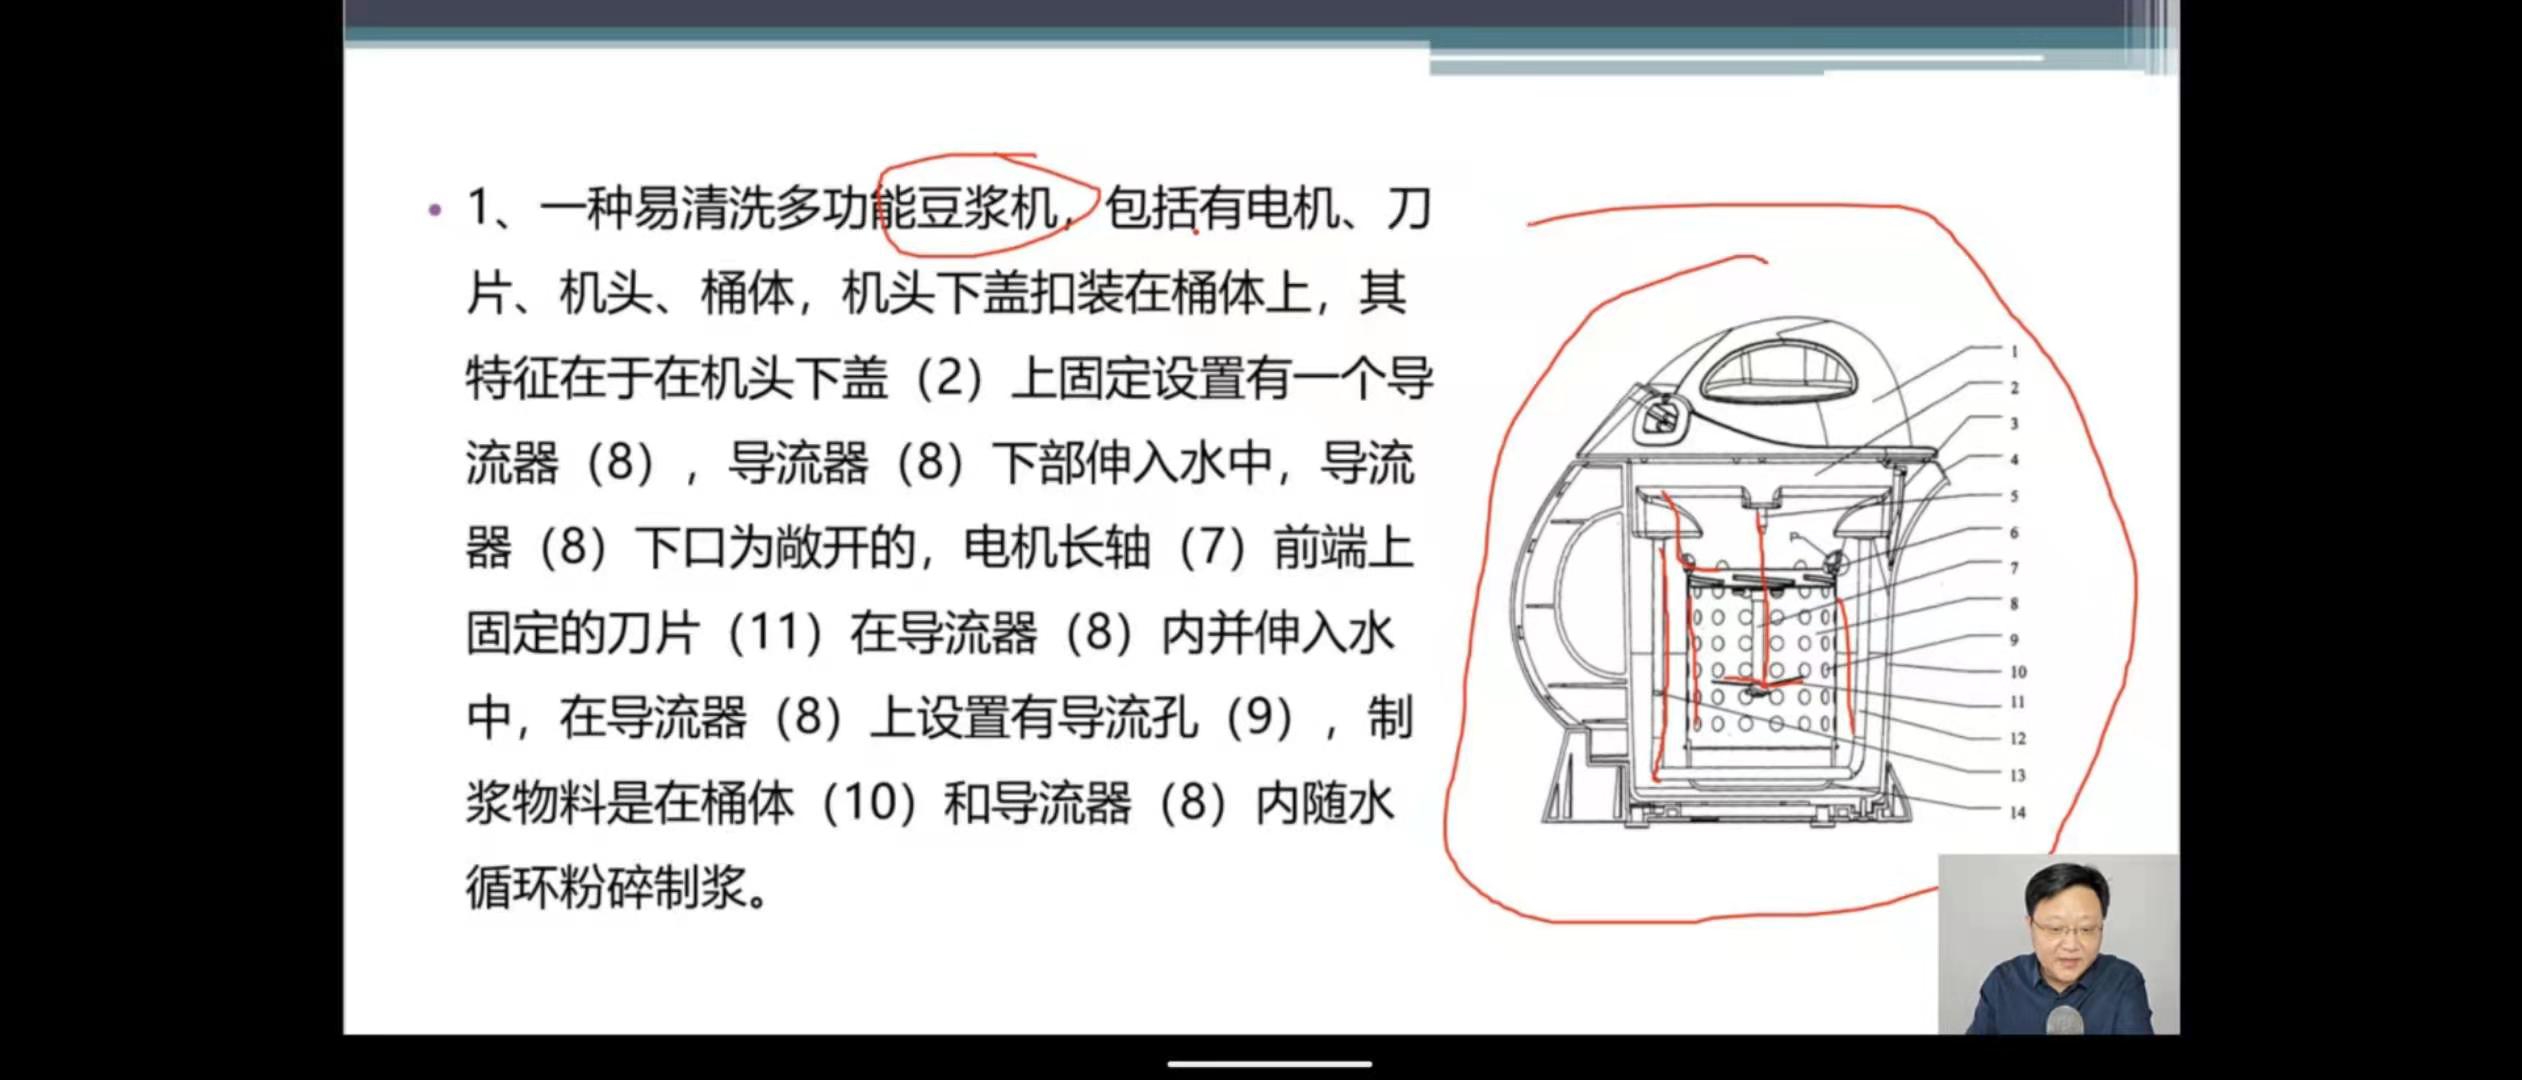 • 1、一种易清洗多功能豆浆机，包括有电机、刀
片、机头、桶体，机头下盖扣装在桶体上，其
特征在于在机头下盖（2）上固定设置有一个导
流器（8），导流器（8）下部伸入水中，导流
器（8）下口为敞开的，电机长轴（7）前端上
固定的刀片（11）在导流器（8）内并伸入水
中，在导流器（8）上设置有导流孔（9），制
浆物料是在桶体（10）和导流器（8）内随水
循环粉碎制浆。
1
2
3
4
5
P
6
7
8
9
10
11
12
13
14